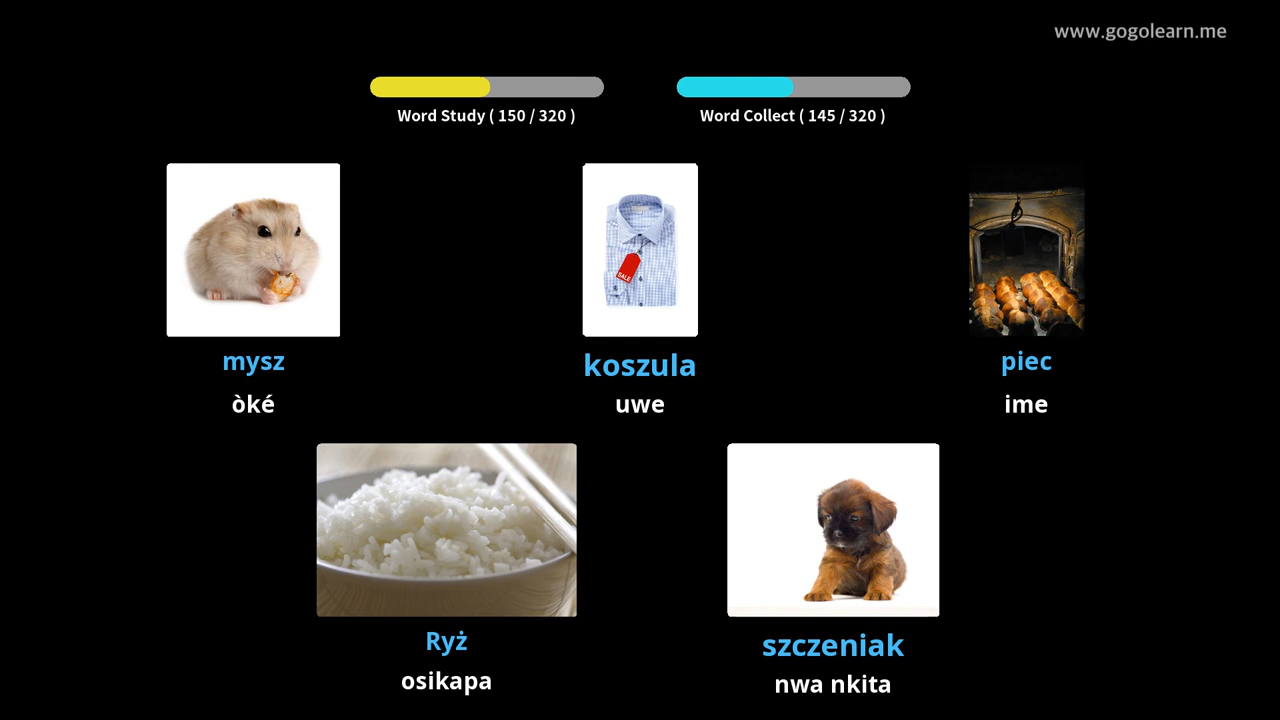 www.gogolearn.me
Word Study ( 150 / 320 )
Word Collect ( 145 / 320 )
SALE
mysz
koszula
piec
òké
uwe
ime
Ryż
szczeniak
osikapa
nwa nkita